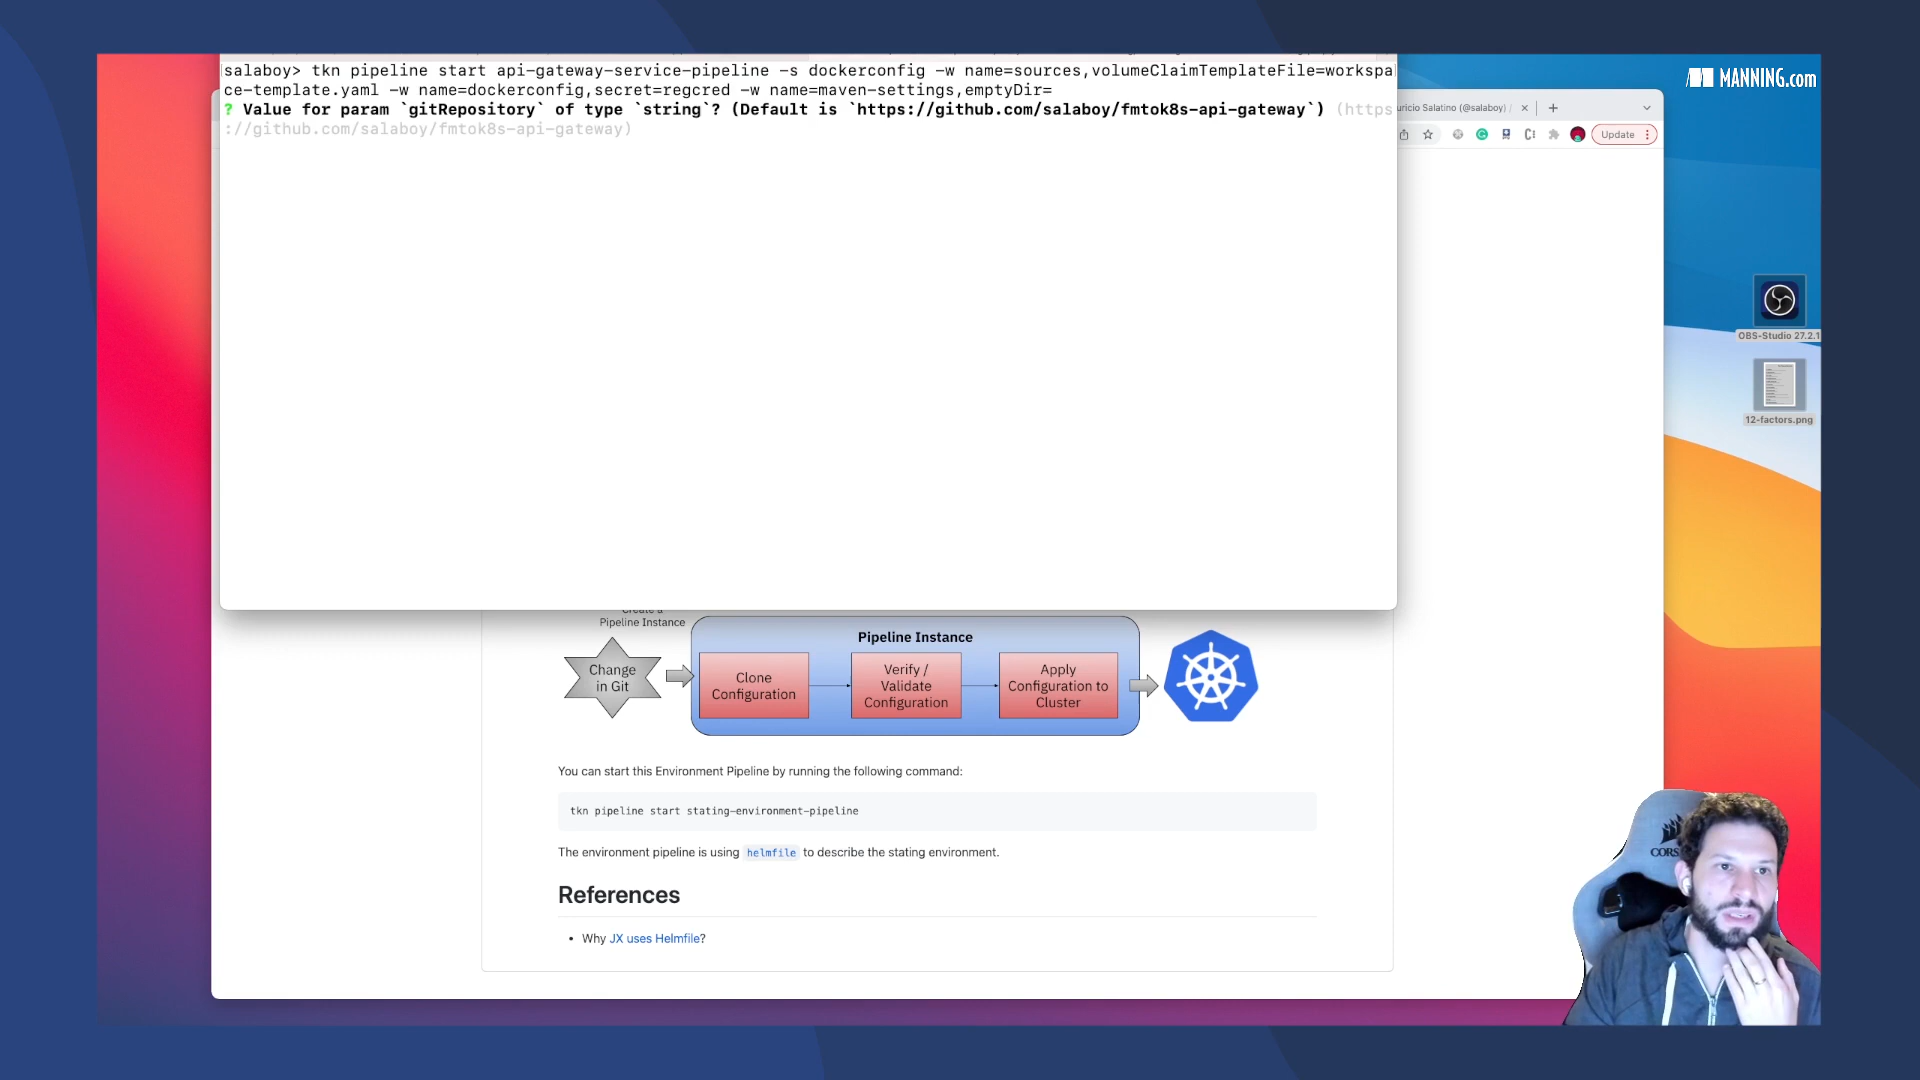 MANNING.com
salaboy> tkn pipeline start api-gateway-service-pipeline -s dockerconfig -w name=sources,volumeClaimTemplateFile=workspa
ce-template.yaml -w name=dockerconfig,secret=regcred -w name=maven-settings,emptyDir=
? Value for param `gitRepository` of type `string`? (Default is `https://github.com/salaboy/fmtok8s-api-gateway`) (https
://github.com/salaboy/fmtok8s-api-gateway)
uricio Salatino (@salaboy) /
Update
OBS-Studio 27.2.1
12-factors.png
Pipeline Instance
Pipeline Instance
Change
in Git
Clone
Configuration
Verify /
Validate
Configuration
Apply
Configuration to
Cluster
You can start this Environment Pipeline by running the following command:
tkn pipeline start stating-environment-pipeline
The environment pipeline is using helmfile to describe the stating environment.
References
• Why JX uses Helmfile?
CORS